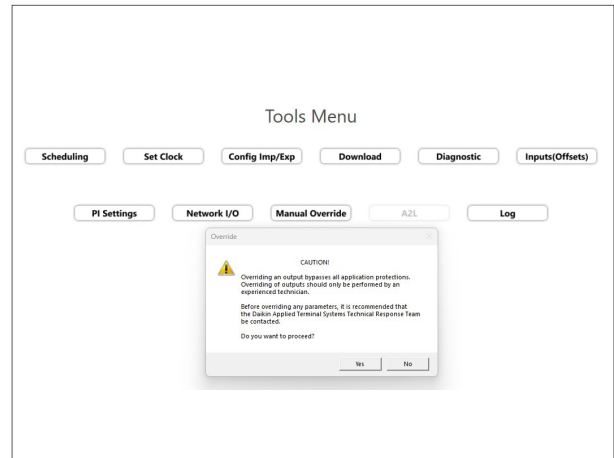 Tools Menu
Scheduling
Set Clock
Config Imp/Exp
Download
Diagnostic
Inputs(Offsets)
PI Settings
Network I/O
Manual Override
A2L
Log
Override
CAUTION!
Overriding an output bypasses all application protections.
Overriding of outputs should only be performed by an
experienced technician.
Before overriding any parameters, it is recommended that
the Daikin Applied Terminal Systems Technical Response Team
be contacted.
Do you want to proceed?
Yes
No